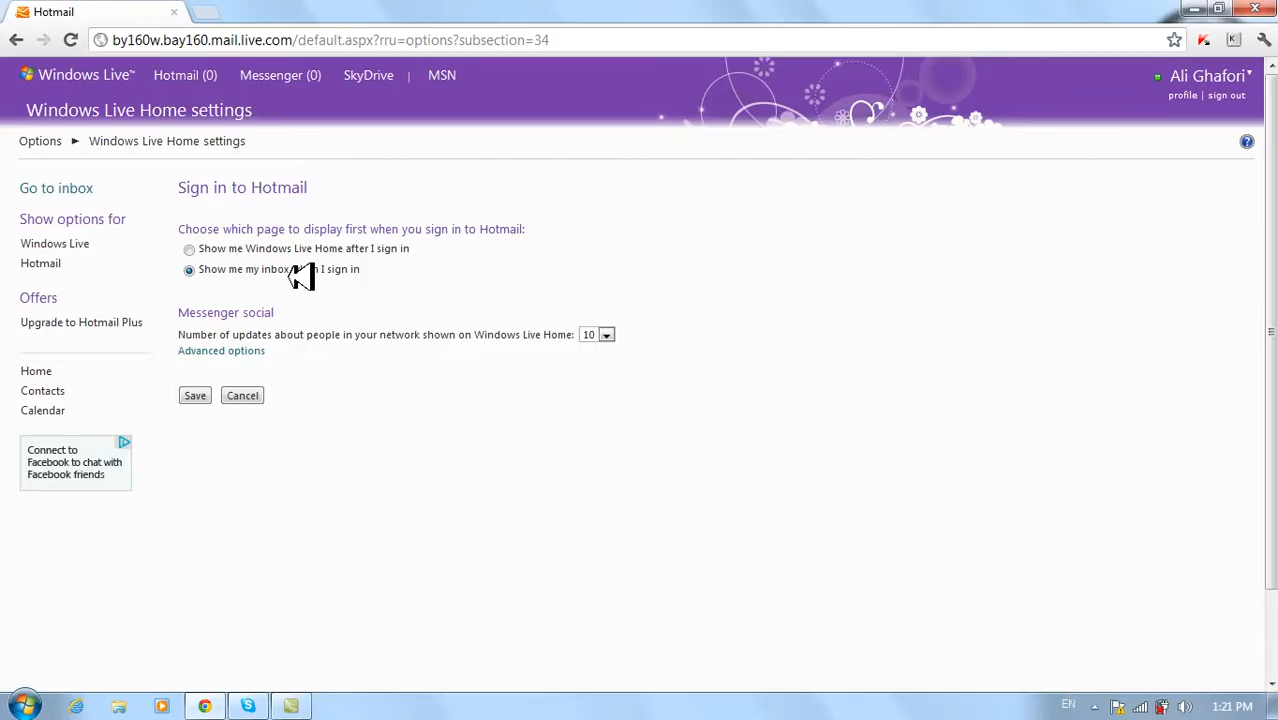 Hotmail
by160w.bay160.mail.live.com/default.aspx?rru=options?subsection=34
Windows Live™ Hotmail (0) Messenger (0) SkyDrive | MSN
Ali Ghafori
profile | sign out
Windows Live Home settings
Options ► Windows Live Home settings
Go to inbox
Show options for
Windows Live
Hotmail
Offers
Upgrade to Hotmail Plus
Home
Contacts
Calendar
Connect to
Facebook to chat with
Facebook friends
Sign in to Hotmail
Choose which page to display first when you sign in to Hotmail:
Show me Windows Live Home after I sign in
Show me my inbox I sign in
Messenger social
Number of updates about people in your network shown on Windows Live Home: 10
Advanced options
Save Cancel
EN 1:21 PM